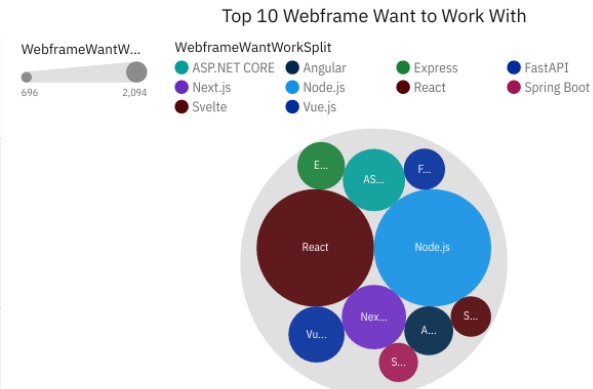 Top 10 Webframe Want to Work With
WebframeWantW...
696 2,094
WebframeWantWorkSplit
ASP.NET CORE Angular Express FastAPI
Next.js Node.js React Spring Boot
Svelte Vue.js
E...
AS...
F...
React
Node.js
Nex...
Vu...
A...
S...
S...